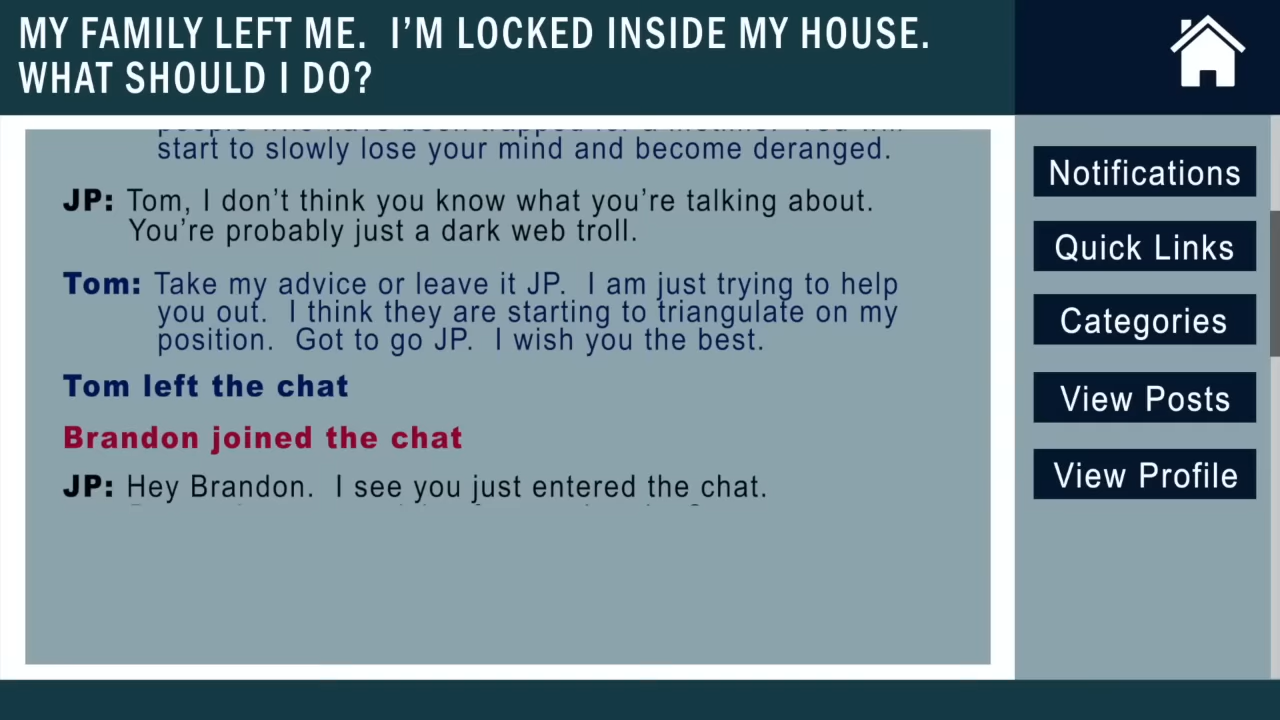 MY FAMILY LEFT ME. I'M LOCKED INSIDE MY HOUSE.
WHAT SHOULD I DO?
start to slowly lose your mind and become deranged.
JP: Tom, I don't think you know what you're talking about.
You're probably just a dark web troll.
Tom: Take my advice or leave it JP. I am just trying to help
you out. I think they are starting to triangulate on my
position. Got to go JP. I wish you the best.
Tom left the chat
Brandon joined the chat
JP: Hey Brandon. I see you just entered the chat.
Notifications
Quick Links
Categories
View Posts
View Profile